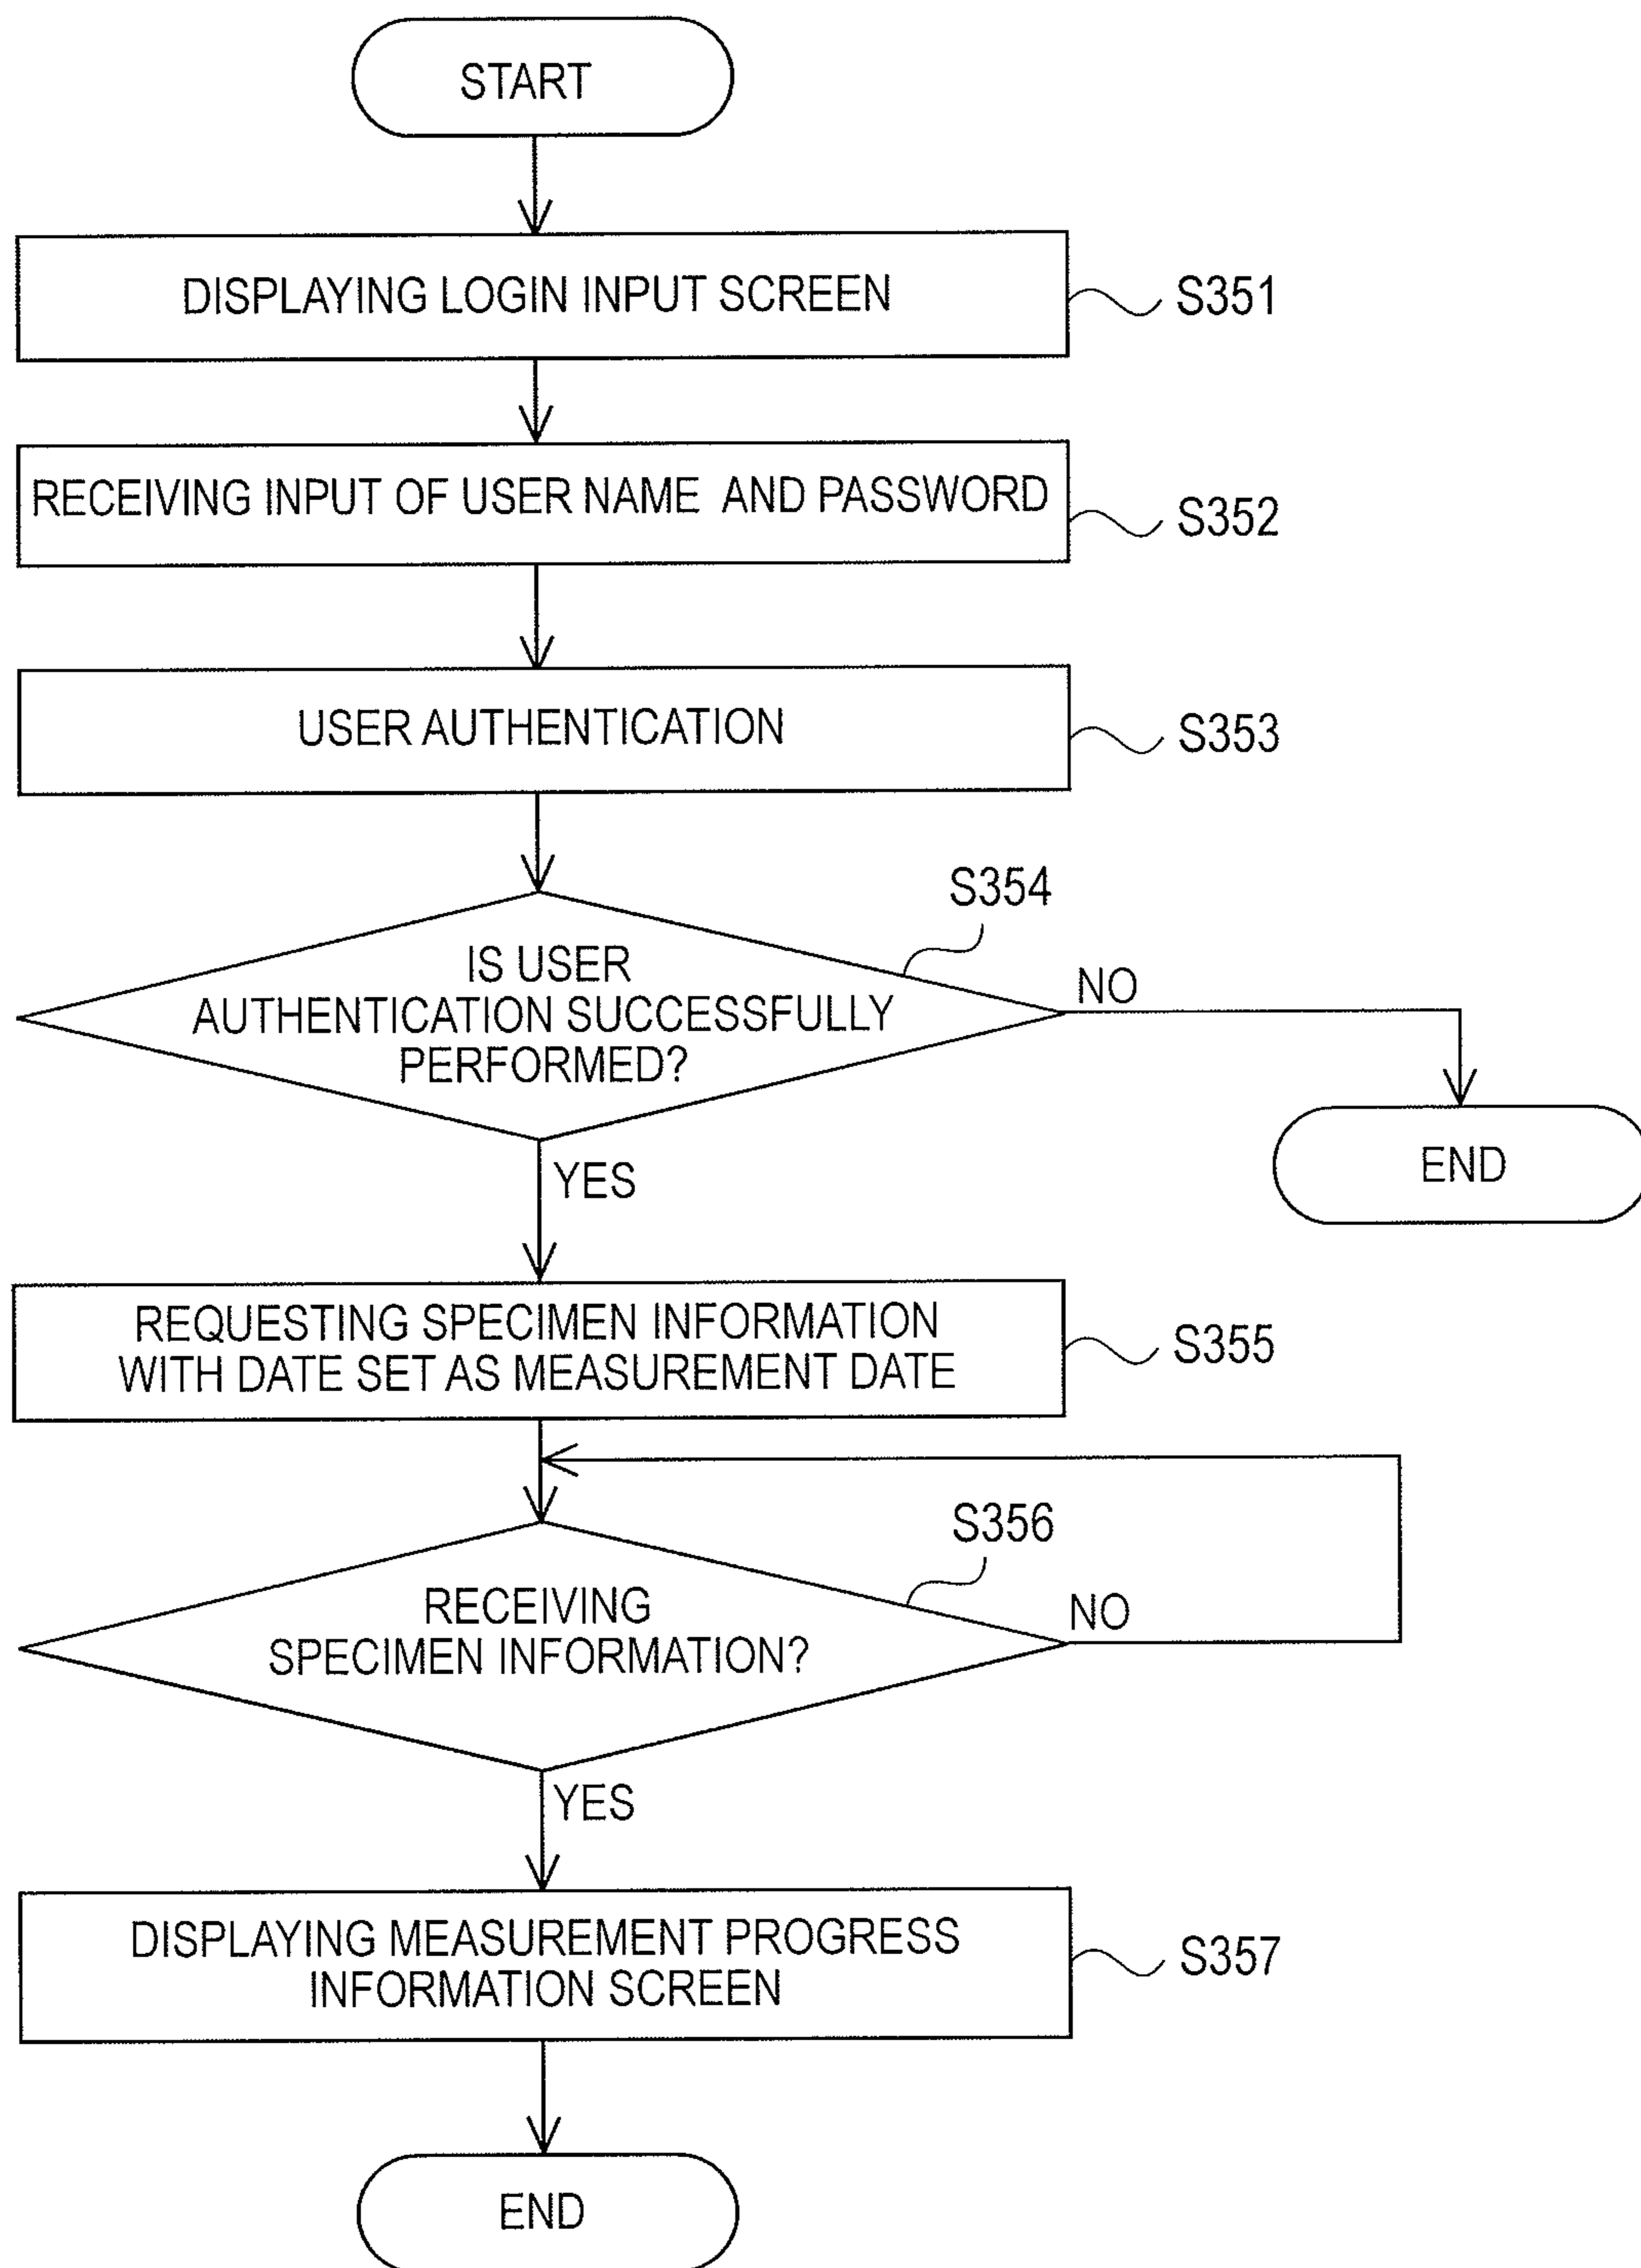 START
DISPLAYING LOGIN INPUT SCREEN
S351
RECEIVING INPUT OF USER NAME AND PASSWORD
S352
USER AUTHENTICATION
S353
S354
IS USER
AUTHENTICATION SUCCESSFULLY
PERFORMED?
NO
END
YES
REQUESTING SPECIMEN INFORMATION
WITH DATE SET AS MEASUREMENT DATE
S355
S356
RECEIVING
SPECIMEN INFORMATION?
NO
YES
DISPLAYING MEASUREMENT PROGRESS
INFORMATION SCREEN
S357
END